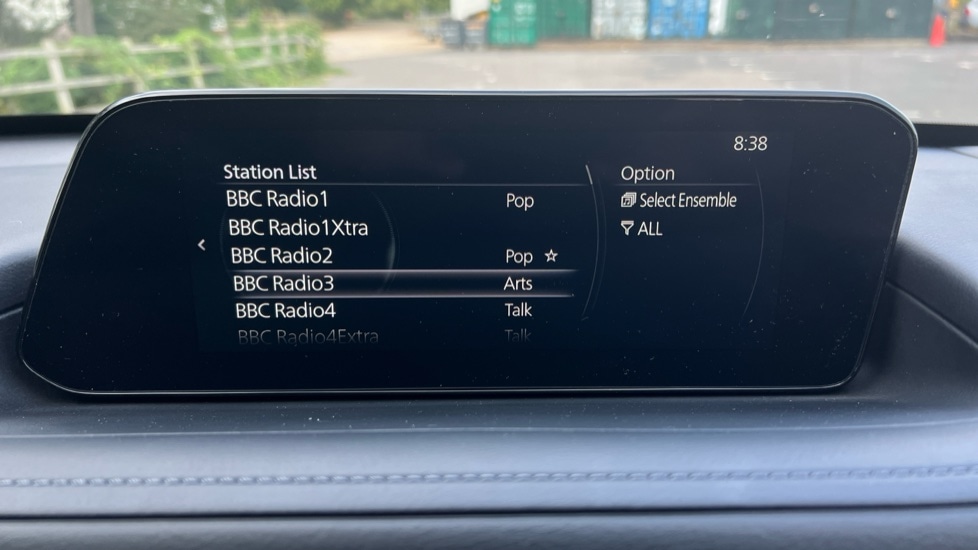 8:38
Station List
BBC Radio1 Pop
BBC Radio1Xtra
BBC Radio2 Pop
BBC Radio3 Arts
BBC Radio4 Talk
BBC Radio4Extra Talk
Option
Select Ensemble
ALL